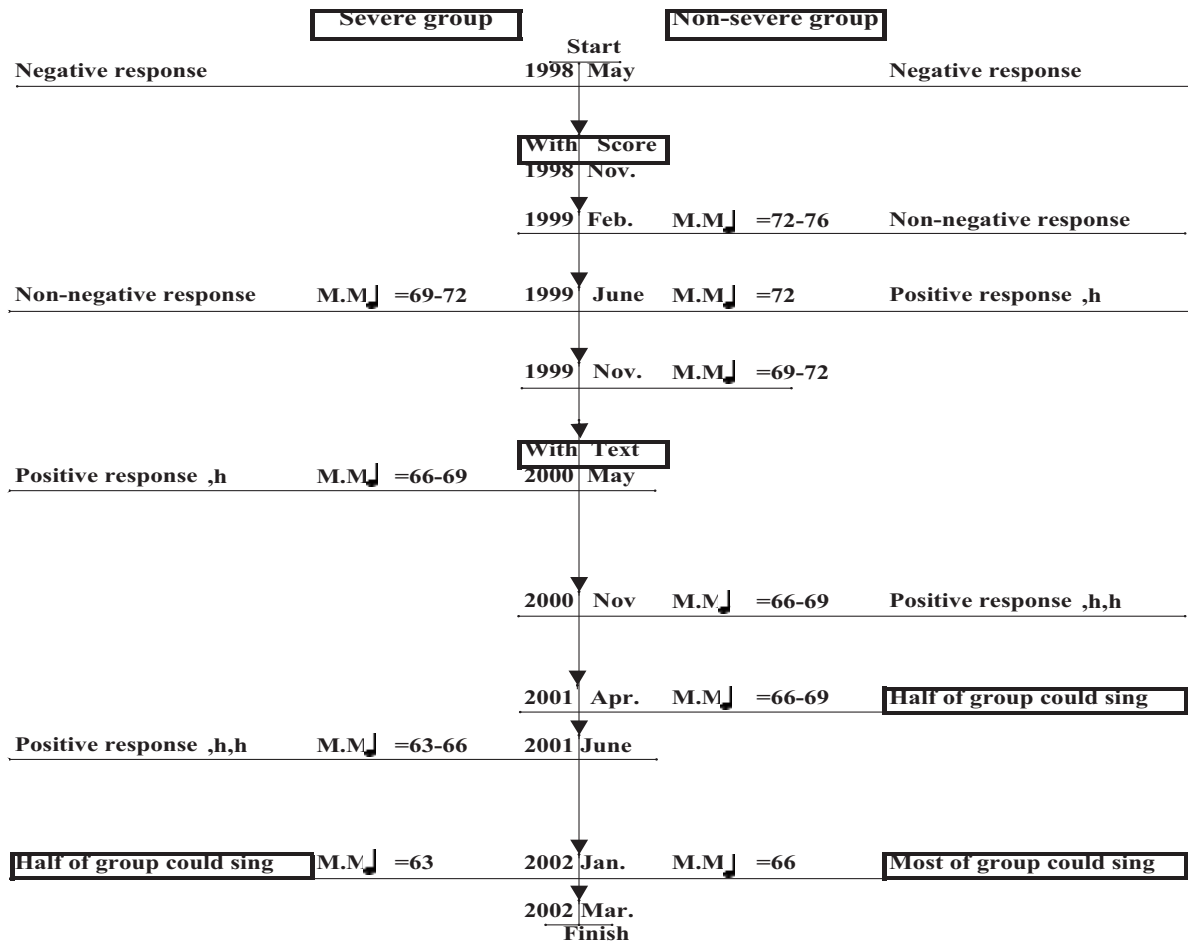 Severe group Non-severe group
Start
Negative response 1998 May Negative response
With Score
1998 Nov.
1999 Feb. M.M♩ =72-76 Non-negative response
Non-negative response M.M♩ =69-72 1999 June M.M♩ =72 Positive response ,h
1999 Nov. M.M♩ =69-72
With Text
Positive response ,h M.M♩ =66-69 2000 May
2000 Nov M.M♩ =66-69 Positive response ,h,h
2001 Apr. M.M♩ =66-69 Half of group could sing
Positive response ,h,h M.M♩ =63-66 2001 June
Half of group could sing M.M♩ =63 2002 Jan. M.M♩ =66 Most of group could sing
2002 Mar.
Finish